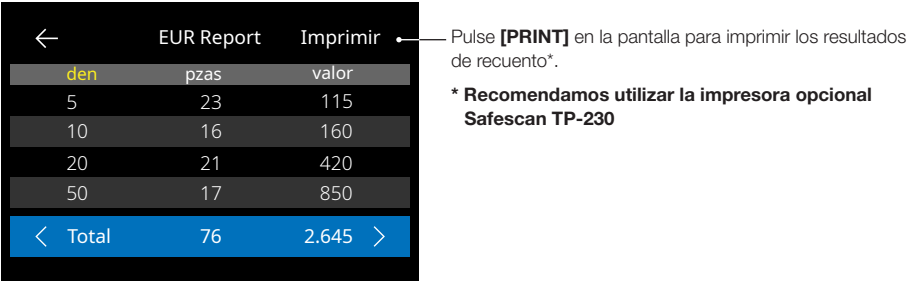 EUR Report Imprimir
den pzas valor
5 23 115
10 16 160
20 21 420
50 17 850
Total 76 2.645
Pulse [PRINT] en la pantalla para imprimir los resultados
de recuento*.
* Recomendamos utilizar la impresora opcional
Safescan TP-230